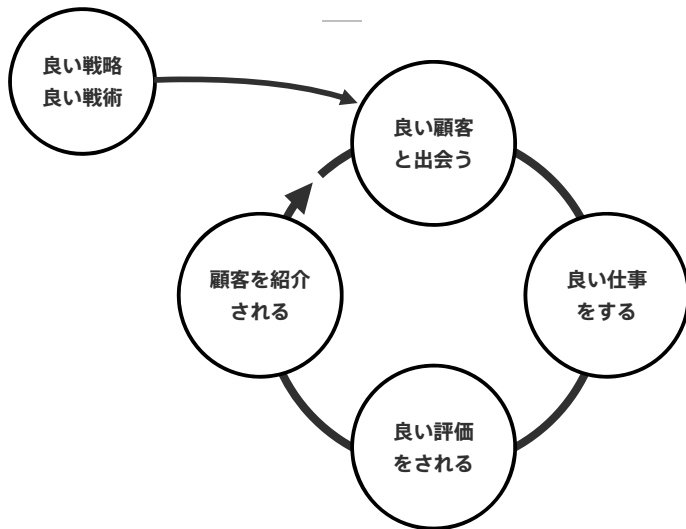 良い戦略
良い戦術
良い顧客
と出会う
良い仕事
をする
良い評価
をされる
顧客を紹介
される